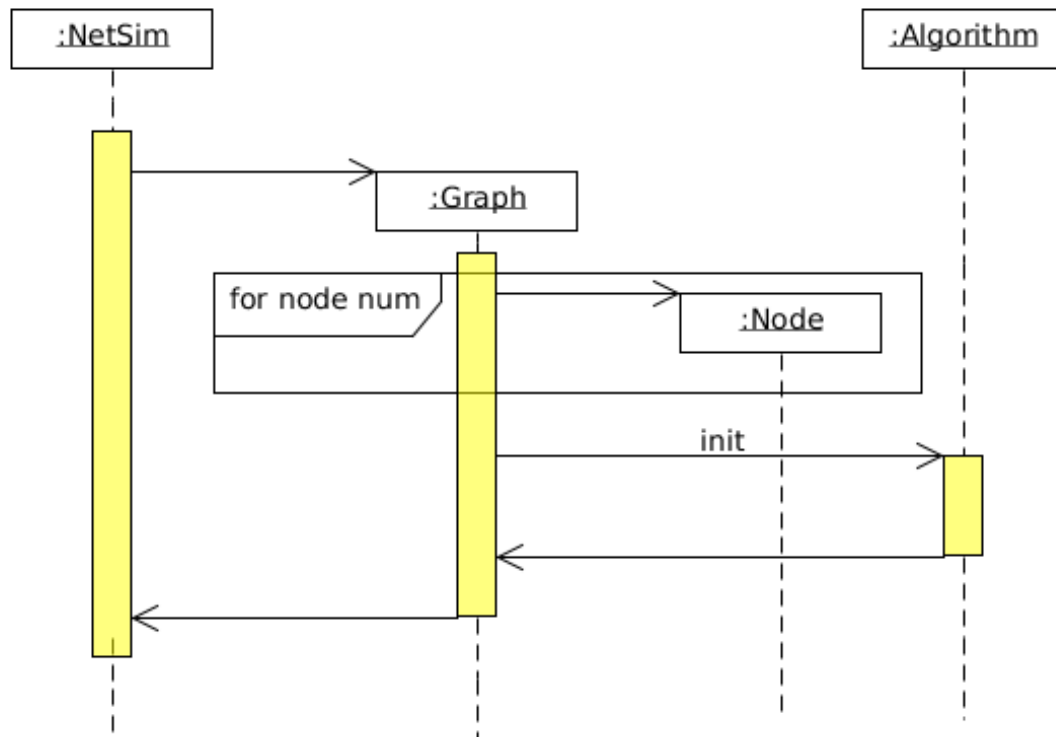 :NetSim
:Algorithm
:Graph
for node num
:Node
init